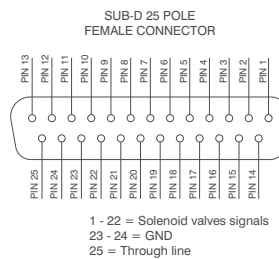 SUB-D 25 POLE
FEMALE CONNECTOR
PIN 13
PIN 12
PIN 11
PIN 10
PIN 9
PIN 8
PIN 7
PIN 6
PIN 5
PIN 4
PIN 3
PIN 2
PIN 1
PIN 25
PIN 24
PIN 23
PIN 22
PIN 21
PIN 20
PIN 19
PIN 18
PIN 17
PIN 16
PIN 15
PIN 14
1 - 22 = Solenoid valves signals
23 - 24 = GND
25 = Through line